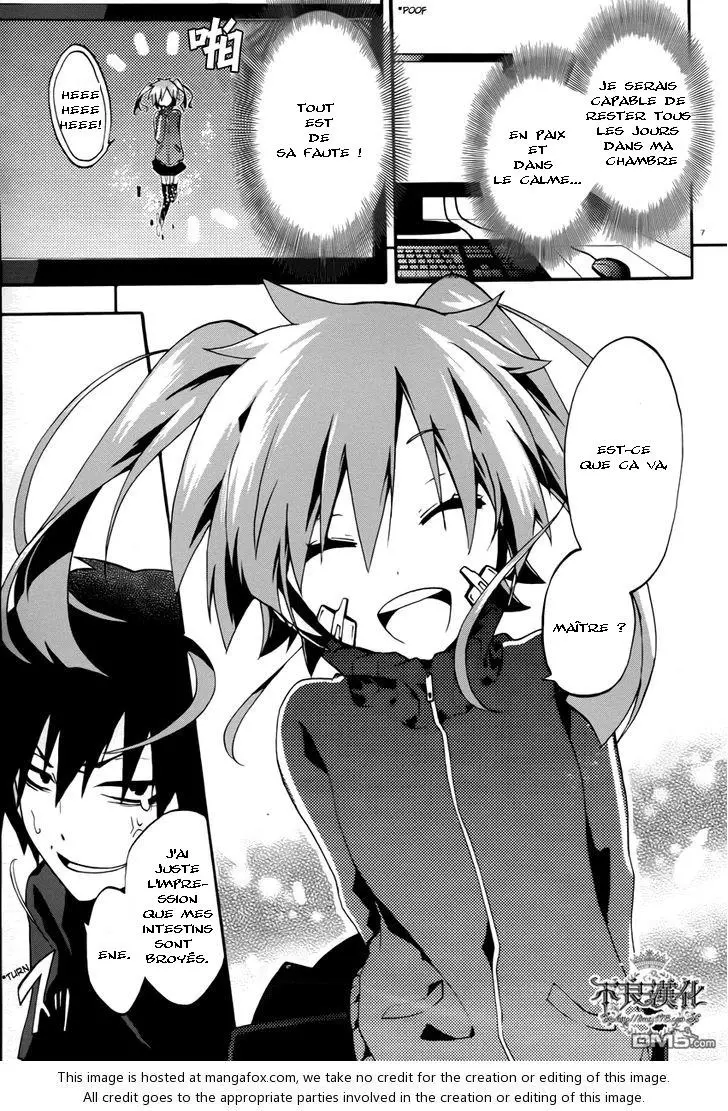 *POOF
JE SERAIS
CAPABLE DE
RESTER TOUS
LES JOURS
DANS MA
CHAMBRE
EN PAIX
ET
DANS
LE CALME...
7
啪
TOUT
EST
DE
SA FAUTE !
HEEE
HEEE
HEEE!
EST-CE
QUE CA VA,
MAÎTRE ?
J'AI
JUSTE
L'IMPRE-
SSION
QUE MES
INTESTINS
SONT
BROYÉS.
ENE.
*TURN
不良漢化
DM5.com
This image is hosted at mangafox.com, we take no credit for the creation or editing of this image.
All credit goes to the appropriate parties involved in the creation of editing of this image.